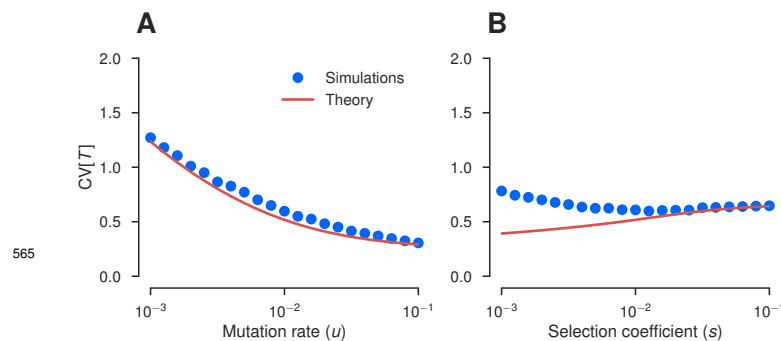 A
B
2.0
1.5
1.0
0.5
0.0
CV[T]
Simulations
Theory
2.0
1.5
1.0
0.5
0.0
565
10⁻³
10⁻²
10⁻¹
Mutation rate (u)
10⁻³
10⁻²
Selection coefficient (s)